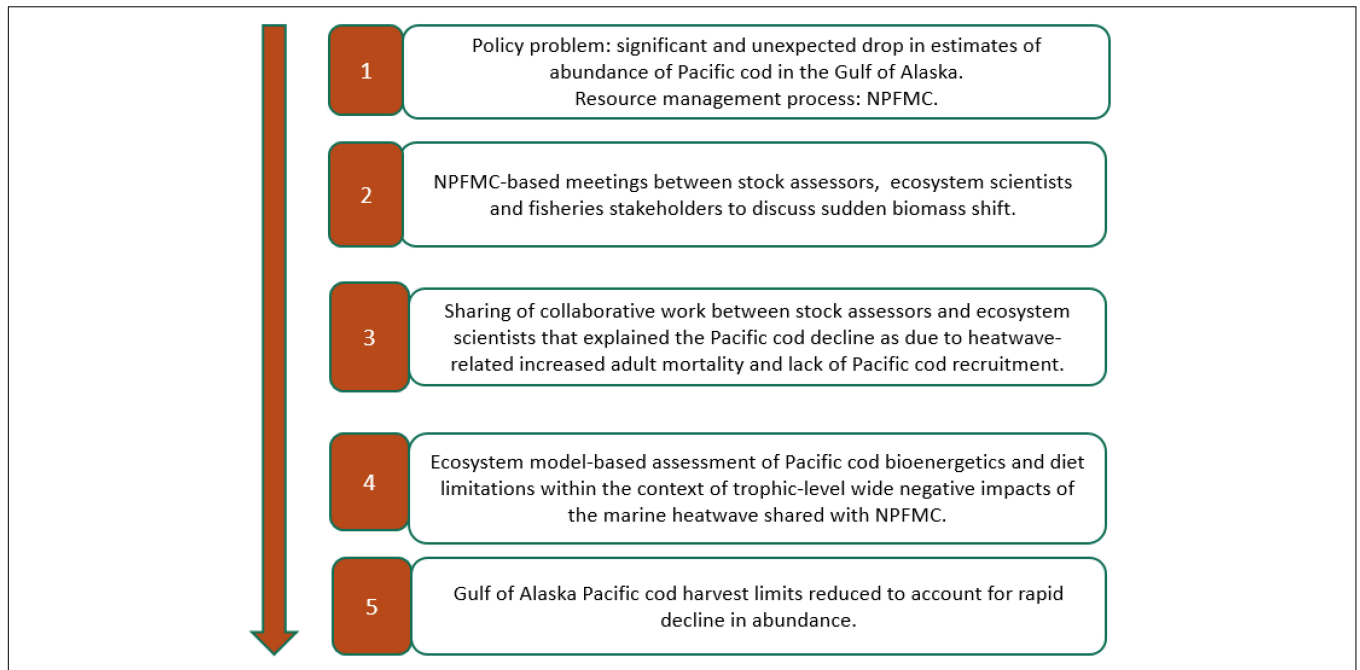 1
Policy problem: significant and unexpected drop in estimates of
abundance of Pacific cod in the Gulf of Alaska.
Resource management process: NPFMC.
2
NPFMC-based meetings between stock assessors, ecosystem scientists
and fisheries stakeholders to discuss sudden biomass shift.
3
Sharing of collaborative work between stock assessors and ecosystem
scientists that explained the Pacific cod decline as due to heatwave-
related increased adult mortality and lack of Pacific cod recruitment.
4
Ecosystem model-based assessment of Pacific cod bioenergetics and diet
limitations within the context of trophic-level wide negative impacts of
the marine heatwave shared with NPFMC.
5
Gulf of Alaska Pacific cod harvest limits reduced to account for rapid
decline in abundance.